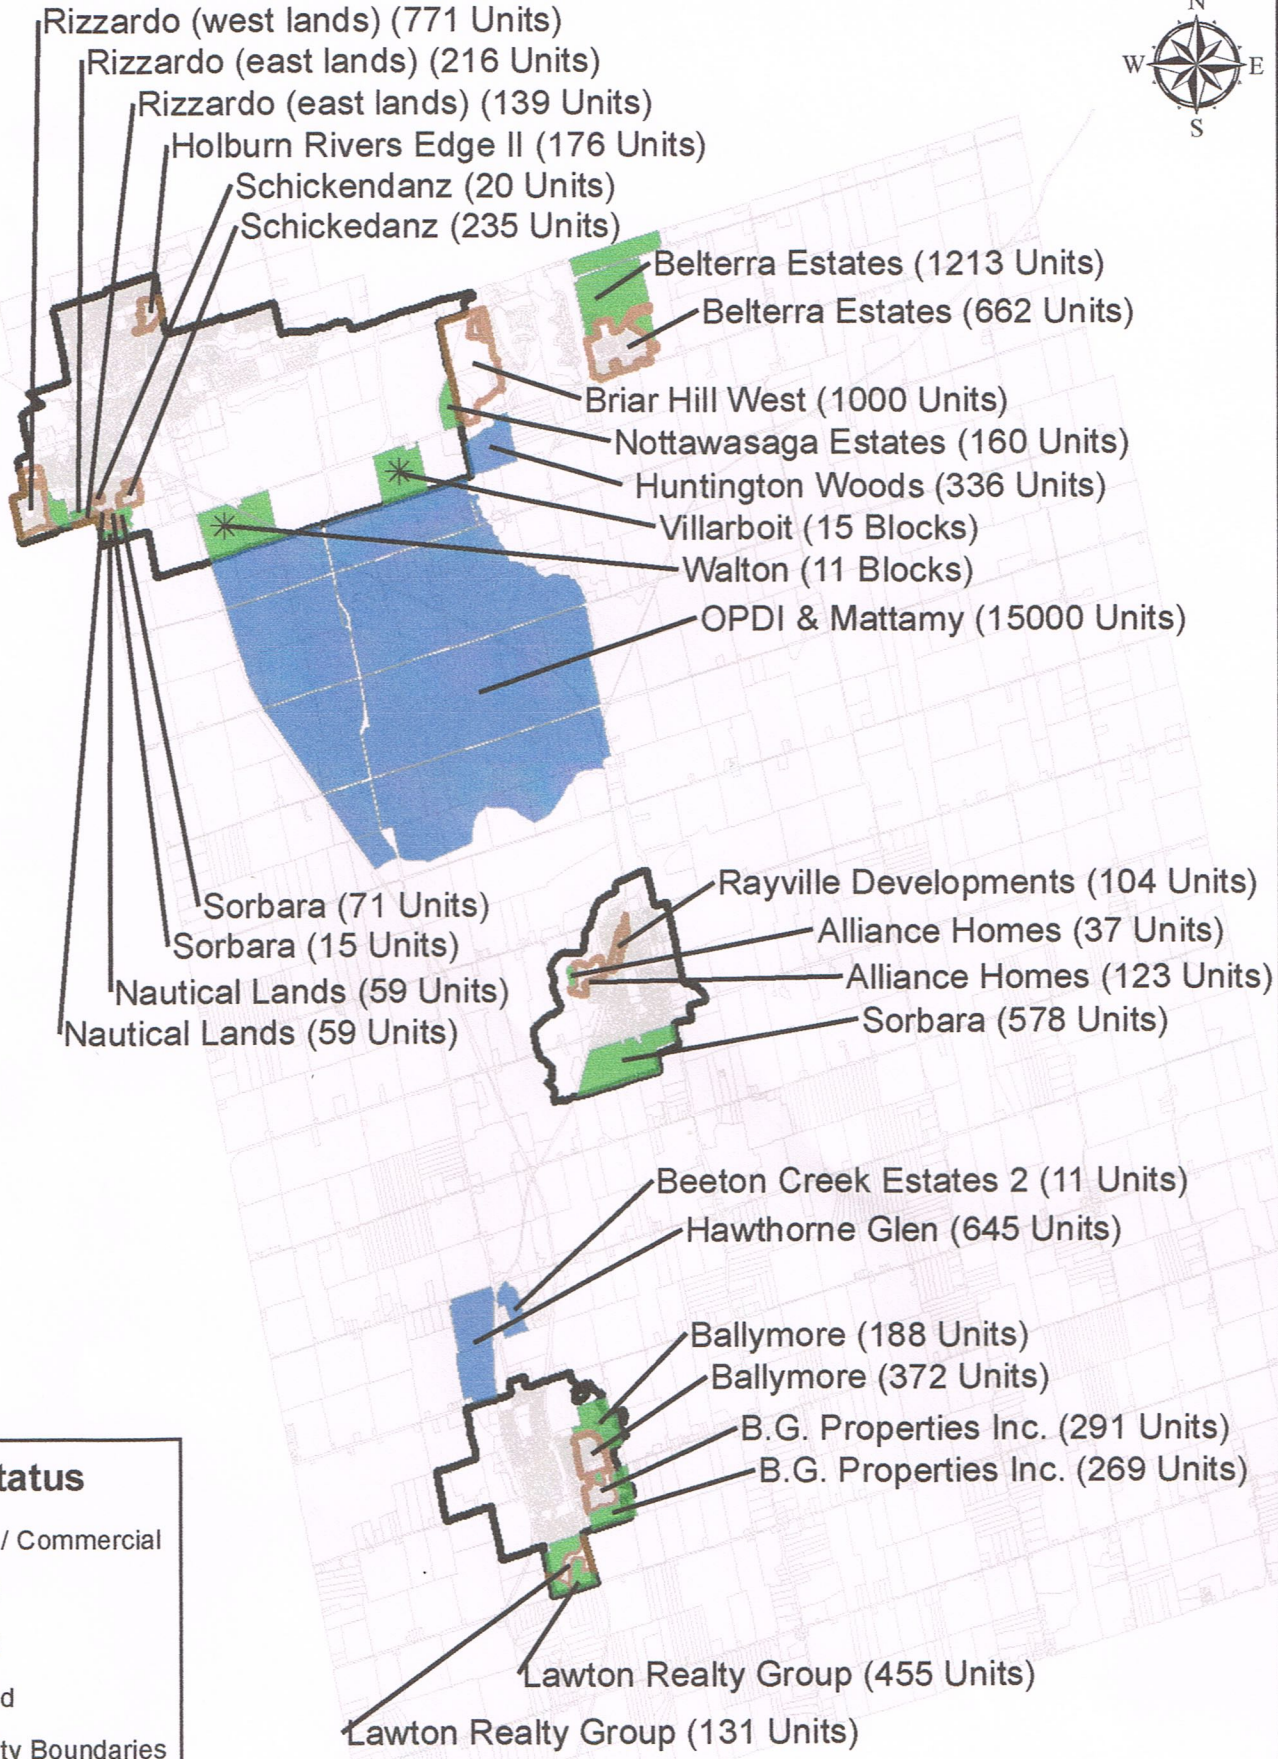 N
W E
S
Rizzardo (west lands) (771 Units)
Rizzardo (east lands) (216 Units)
Rizzardo (east lands) (139 Units)
Holburn Rivers Edge II (176 Units)
Schickendanz (20 Units)
Schickedanz (235 Units)
Belterra Estates (1213 Units)
Belterra Estates (662 Units)
Briar Hill West (1000 Units)
Nottawasaga Estates (160 Units)
Huntington Woods (336 Units)
Villarboit (15 Blocks)
Walton (11 Blocks)
OPDI & Mattamy (15000 Units)
Sorbara (71 Units)
Sorbara (15 Units)
Nautical Lands (59 Units)
Nautical Lands (59 Units)
Rayville Developments (104 Units)
Alliance Homes (37 Units)
Alliance Homes (123 Units)
Sorbara (578 Units)
Beeton Creek Estates 2 (11 Units)
Hawthorne Glen (645 Units)
Ballymore (188 Units)
Ballymore (372 Units)
B.G. Properties Inc. (291 Units)
B.G. Properties Inc. (269 Units)
Lawton Realty Group (455 Units)
Lawton Realty Group (131 Units)
tatus
/ Commercial
d
ty Boundaries